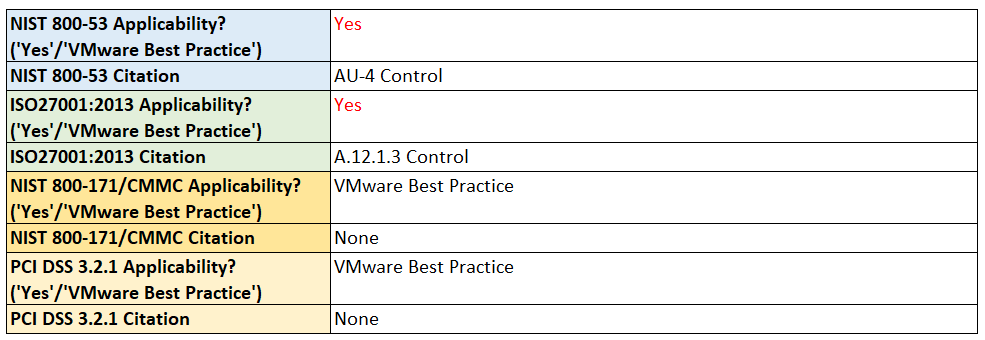 NIST 800-53 Applicability? Yes
('Yes'/'VMware Best Practice')
NIST 800-53 Citation AU-4 Control
ISO27001:2013 Applicability? Yes
('Yes'/'VMware Best Practice')
ISO27001:2013 Citation A.12.1.3 Control
NIST 800-171/CMMC Applicability? VMware Best Practice
('Yes'/'VMware Best Practice')
NIST 800-171/CMMC Citation None
PCI DSS 3.2.1 Applicability? VMware Best Practice
('Yes'/'VMware Best Practice')
PCI DSS 3.2.1 Citation None